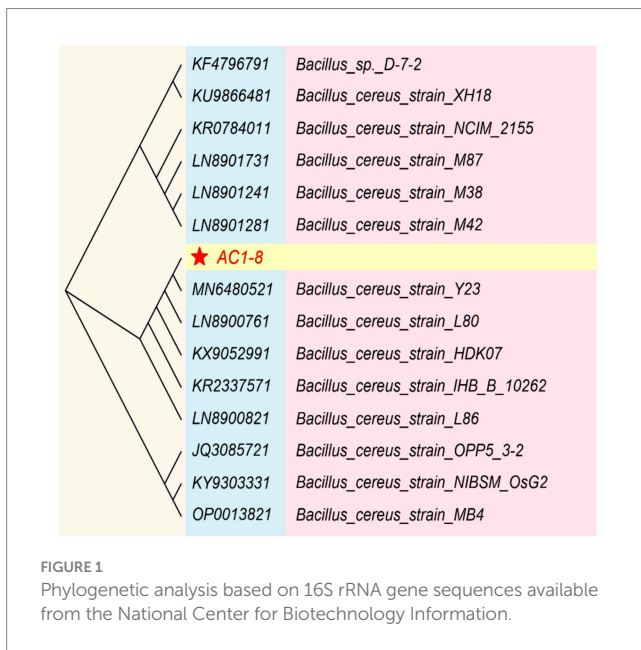 KF4796791 Bacillus_sp._D-7-2
KU9866481 Bacillus_cereus_strain_XH18
KR0784011 Bacillus_cereus_strain_NCIM_2155
LN8901731 Bacillus_cereus_strain_M87
LN8901241 Bacillus_cereus_strain_M38
LN8901281 Bacillus_cereus_strain_M42
AC1-8
MN6480521 Bacillus_cereus_strain_Y23
LN8900761 Bacillus_cereus_strain_L80
KX9052991 Bacillus_cereus_strain_HDK07
KR2337571 Bacillus_cereus_strain_IHB_B_10262
LN8900821 Bacillus_cereus_strain_L86
JQ3085721 Bacillus_cereus_strain_OPP5_3-2
KY9303331 Bacillus_cereus_strain_NIBSM_OsG2
OP0013821 Bacillus_cereus_strain_MB4
FIGURE 1
Phylogenetic analysis based on 16S rRNA gene sequences available
from the National Center for Biotechnology Information.